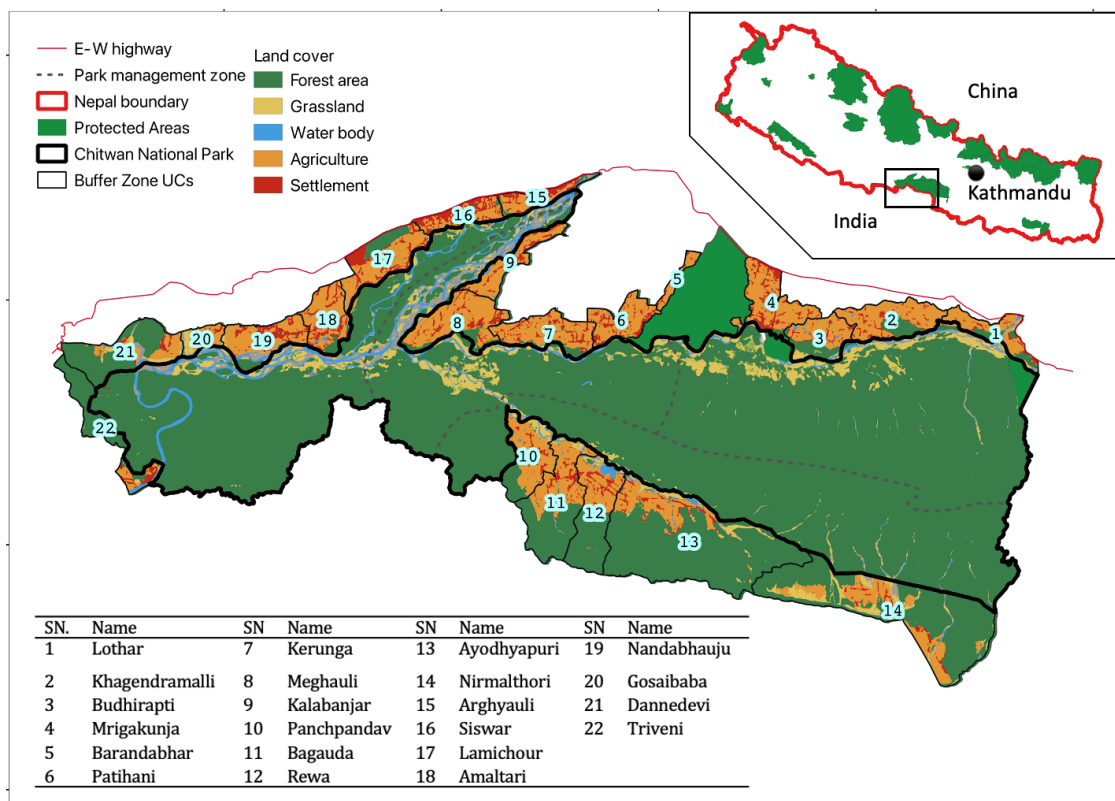 E-W highway
Park management zone
Nepal boundary
Protected Areas
Chitwan National Park
Buffer Zone UCs
Land cover
Forest area
Grassland
Water body
Agriculture
Settlement
China
Kathmandu
India
15
16
17
9
5
18
4
8
6
2
7
3
1
20
19
21
22
10
11
12
13
14
SN. Name SN Name SN Name SN Name
1 Lothar 7 Kerunga 13 Ayodhyapuri 19 Nandabhauju
2 Khagendramalli 8 Meghauli 14 Nirmalthori 20 Gosaibaba
3 Budhirapti 9 Kalabanjar 15 Arghyauli 21 Dannedevi
4 Mrigakunja 10 Panchpandav 16 Siswar 22 Triveni
5 Barandabhar 11 Bagauda 17 Lamichour
6 Patihani 12 Rewa 18 Amaltari